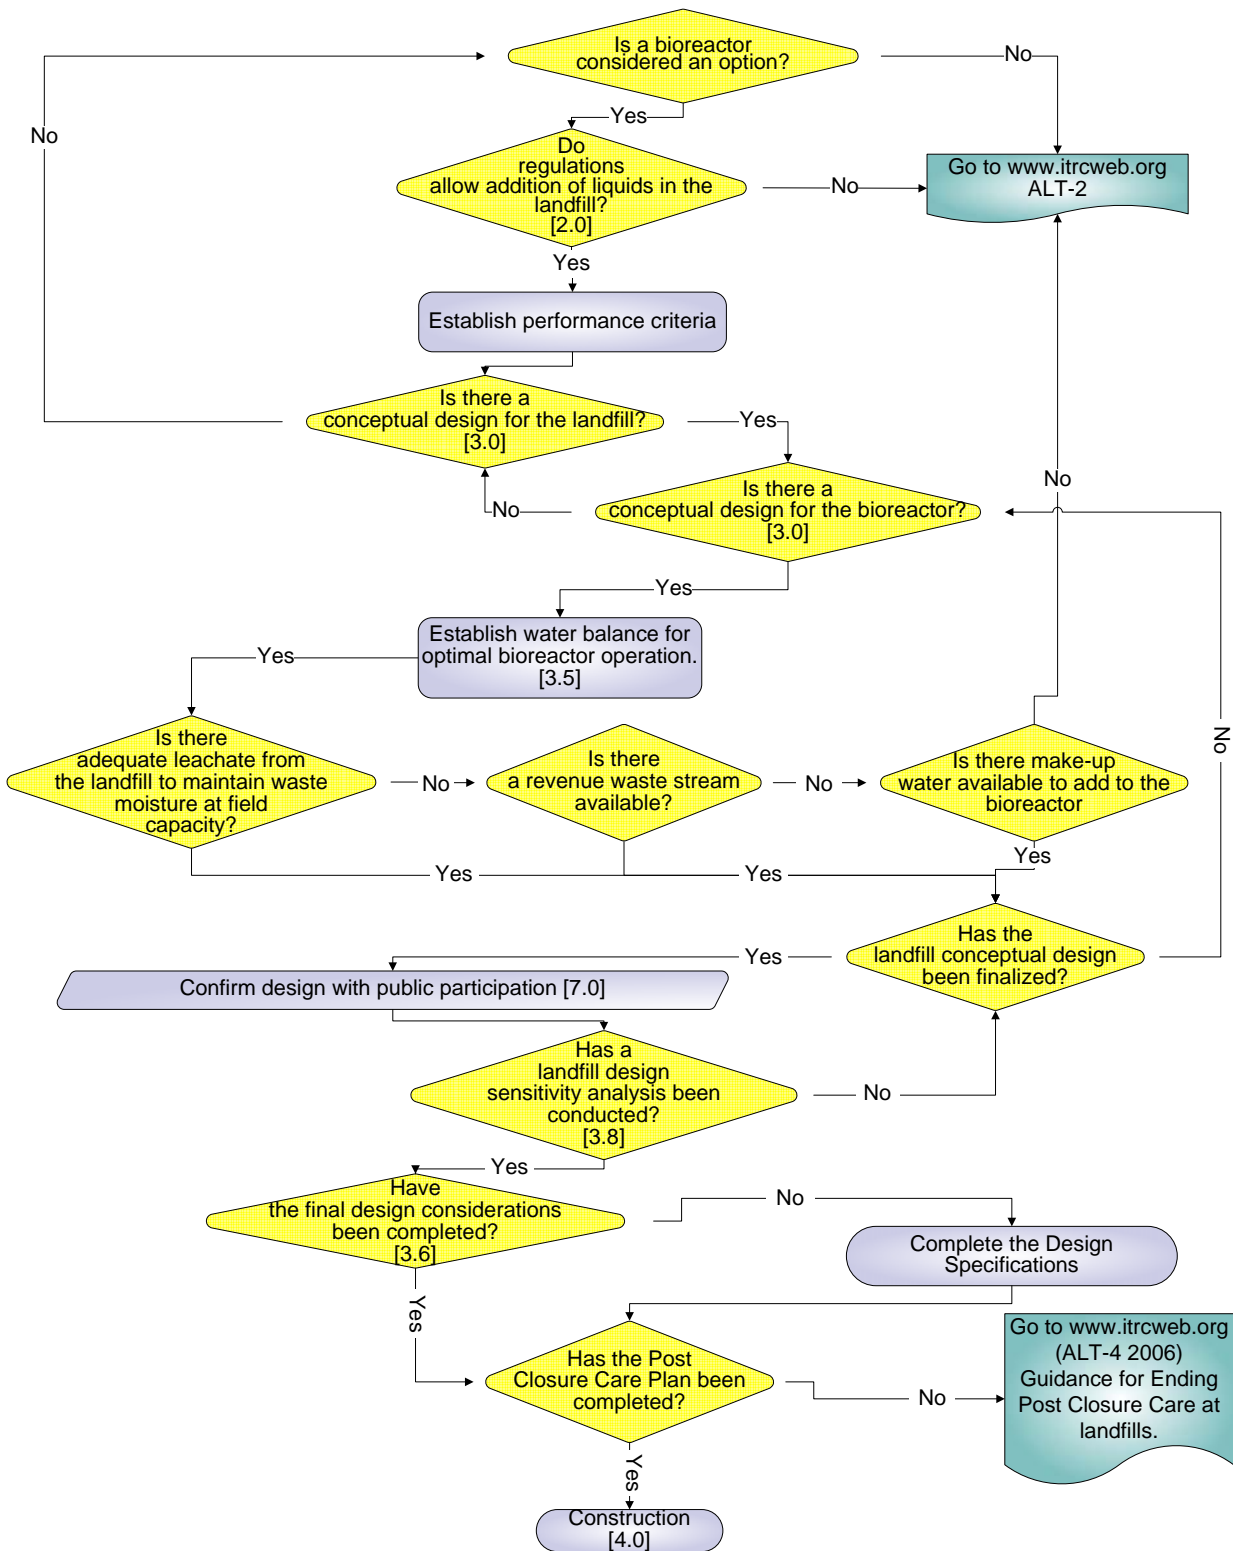 Is a bioreactor
considered an option?
No
Yes
No
Do
regulations
allow addition of liquids in the
landfill?
[2.0]
No
Go to www.itrcweb.org
ALT-2
Yes
Establish performance criteria
Is there a
conceptual design for the landfill?
[3.0]
Yes
No
Is there a
conceptual design for the bioreactor?
[3.0]
No
Yes
Establish water balance for
optimal bioreactor operation.
[3.5]
Yes
Is there
adequate leachate from
the landfill to maintain waste
moisture at field
capacity?
No
Is there
a revenue waste stream
available?
No
Is there make-up
water available to add to the
bioreactor
No
Yes
Yes
Yes
Has the
landfill conceptual design
been finalized?
Yes
Confirm design with public participation [7.0]
Has a
landfill design
sensitivity analysis been
conducted?
[3.8]
No
Yes
Have
the final design considerations
been completed?
[3.6]
No
Complete the Design
Specifications
Yes
Has the Post
Closure Care Plan been
completed?
No
Go to www.itrcweb.org
(ALT-4 2006)
Guidance for Ending
Post Closure Care at
landfills.
Yes
Construction
[4.0]